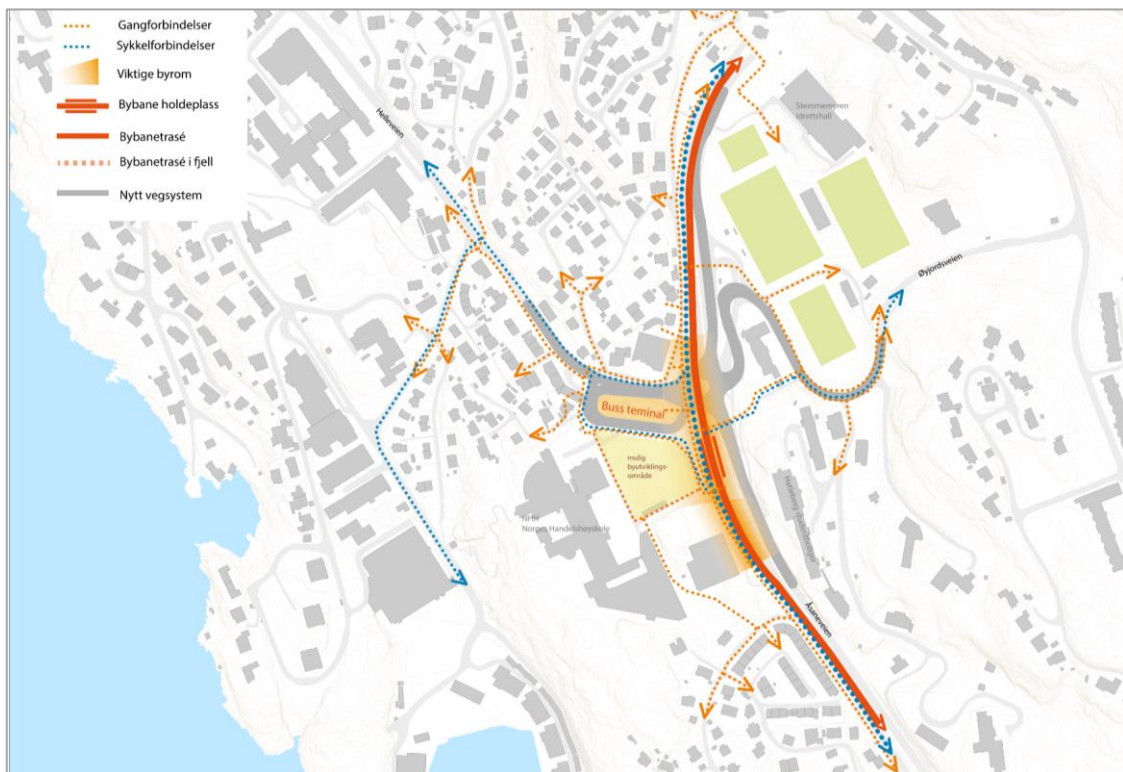 Gangforbindelser
Sykkelforbindelser
Viktige byrom
Bybane holdeplass
Bybanetrasé
Bybanetrasé i fjell
Nytt vegsystem
Helleveien
Stemmemyren
idrettshall
Øyjordsveien
Buss teminal
mulig
byutviklings-
område
NHH
Norges Handelshøyskole
Åsaneveien